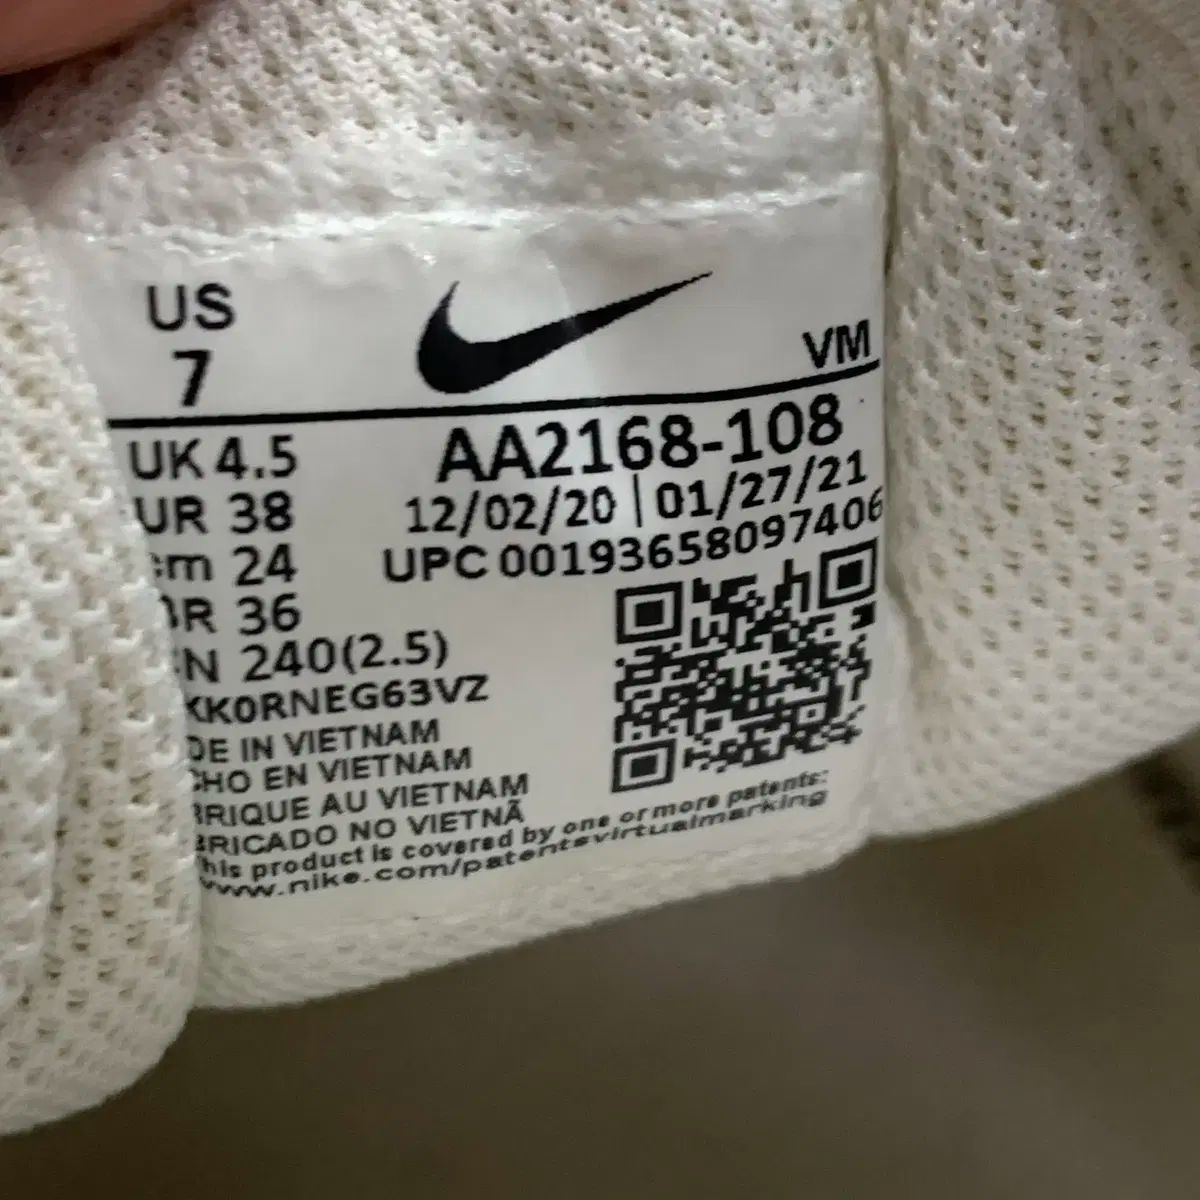 US
7
VM
UK 4.5
AA2168-108
UR 38
12/02/20 | 01/27/21
cm 24
UPC 00193658097406
BR 36
CN 240(2.5)
KK0RNEG63VZ
DE IN VIETNAM
CHO EN VIETNAM
BRIQUE AU VIETNAM
BRICADO NO VIETNÃ
This product is covered by one or more patents:
www.nike.com/patentsvirtualmarking